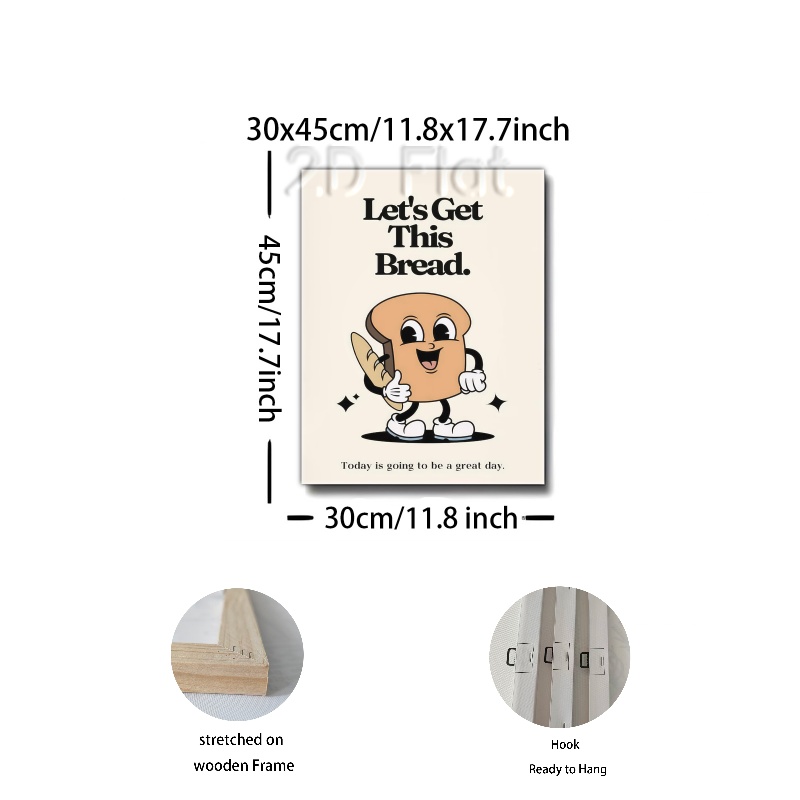 30x45cm/11.8x17.7inch
2D Flat
Let's Get
This
Bread.
Today is going to be a great day.
45cm/17.7inch
30cm/11.8 inch
stretched on
wooden Frame
Hook
Ready to Hang